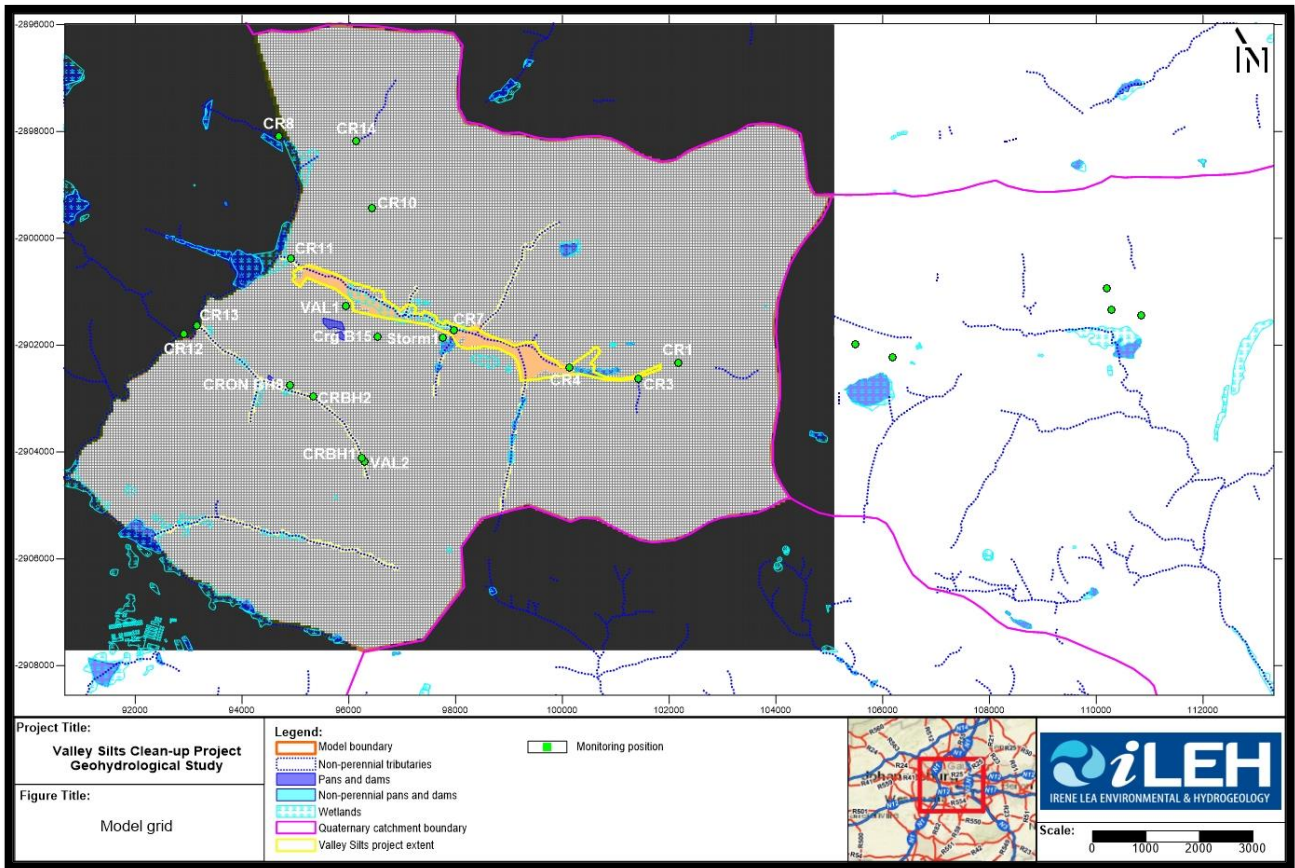 -2896000
-2898000
-2900000
-2902000
-2904000
-2906000
-2908000
N
CR8
CR14
CR10
CR11
VAL1
CR7
CR13
Crg B15
Storm1
CR12
CR1
CR4
CR3
CRON BH8
CRBH2
CRBH1
VAL2
92000
94000
96000
98000
100000
102000
104000
106000
108000
110000
112000
Project Title:
Valley Silts Clean-up Project
Geohydrological Study
Figure Title:
Model grid
Legend:
Model boundary
Non-perennial tributaries
Pans and dams
Non-perennial pans and dams
Wetlands
Quaternary catchment boundary
Valley Silts project extent
Monitoring position
iLEH
IRENE LEA ENVIRONMENTAL & HYDROGEOLOGY
Scale:
0 1000 2000 3000